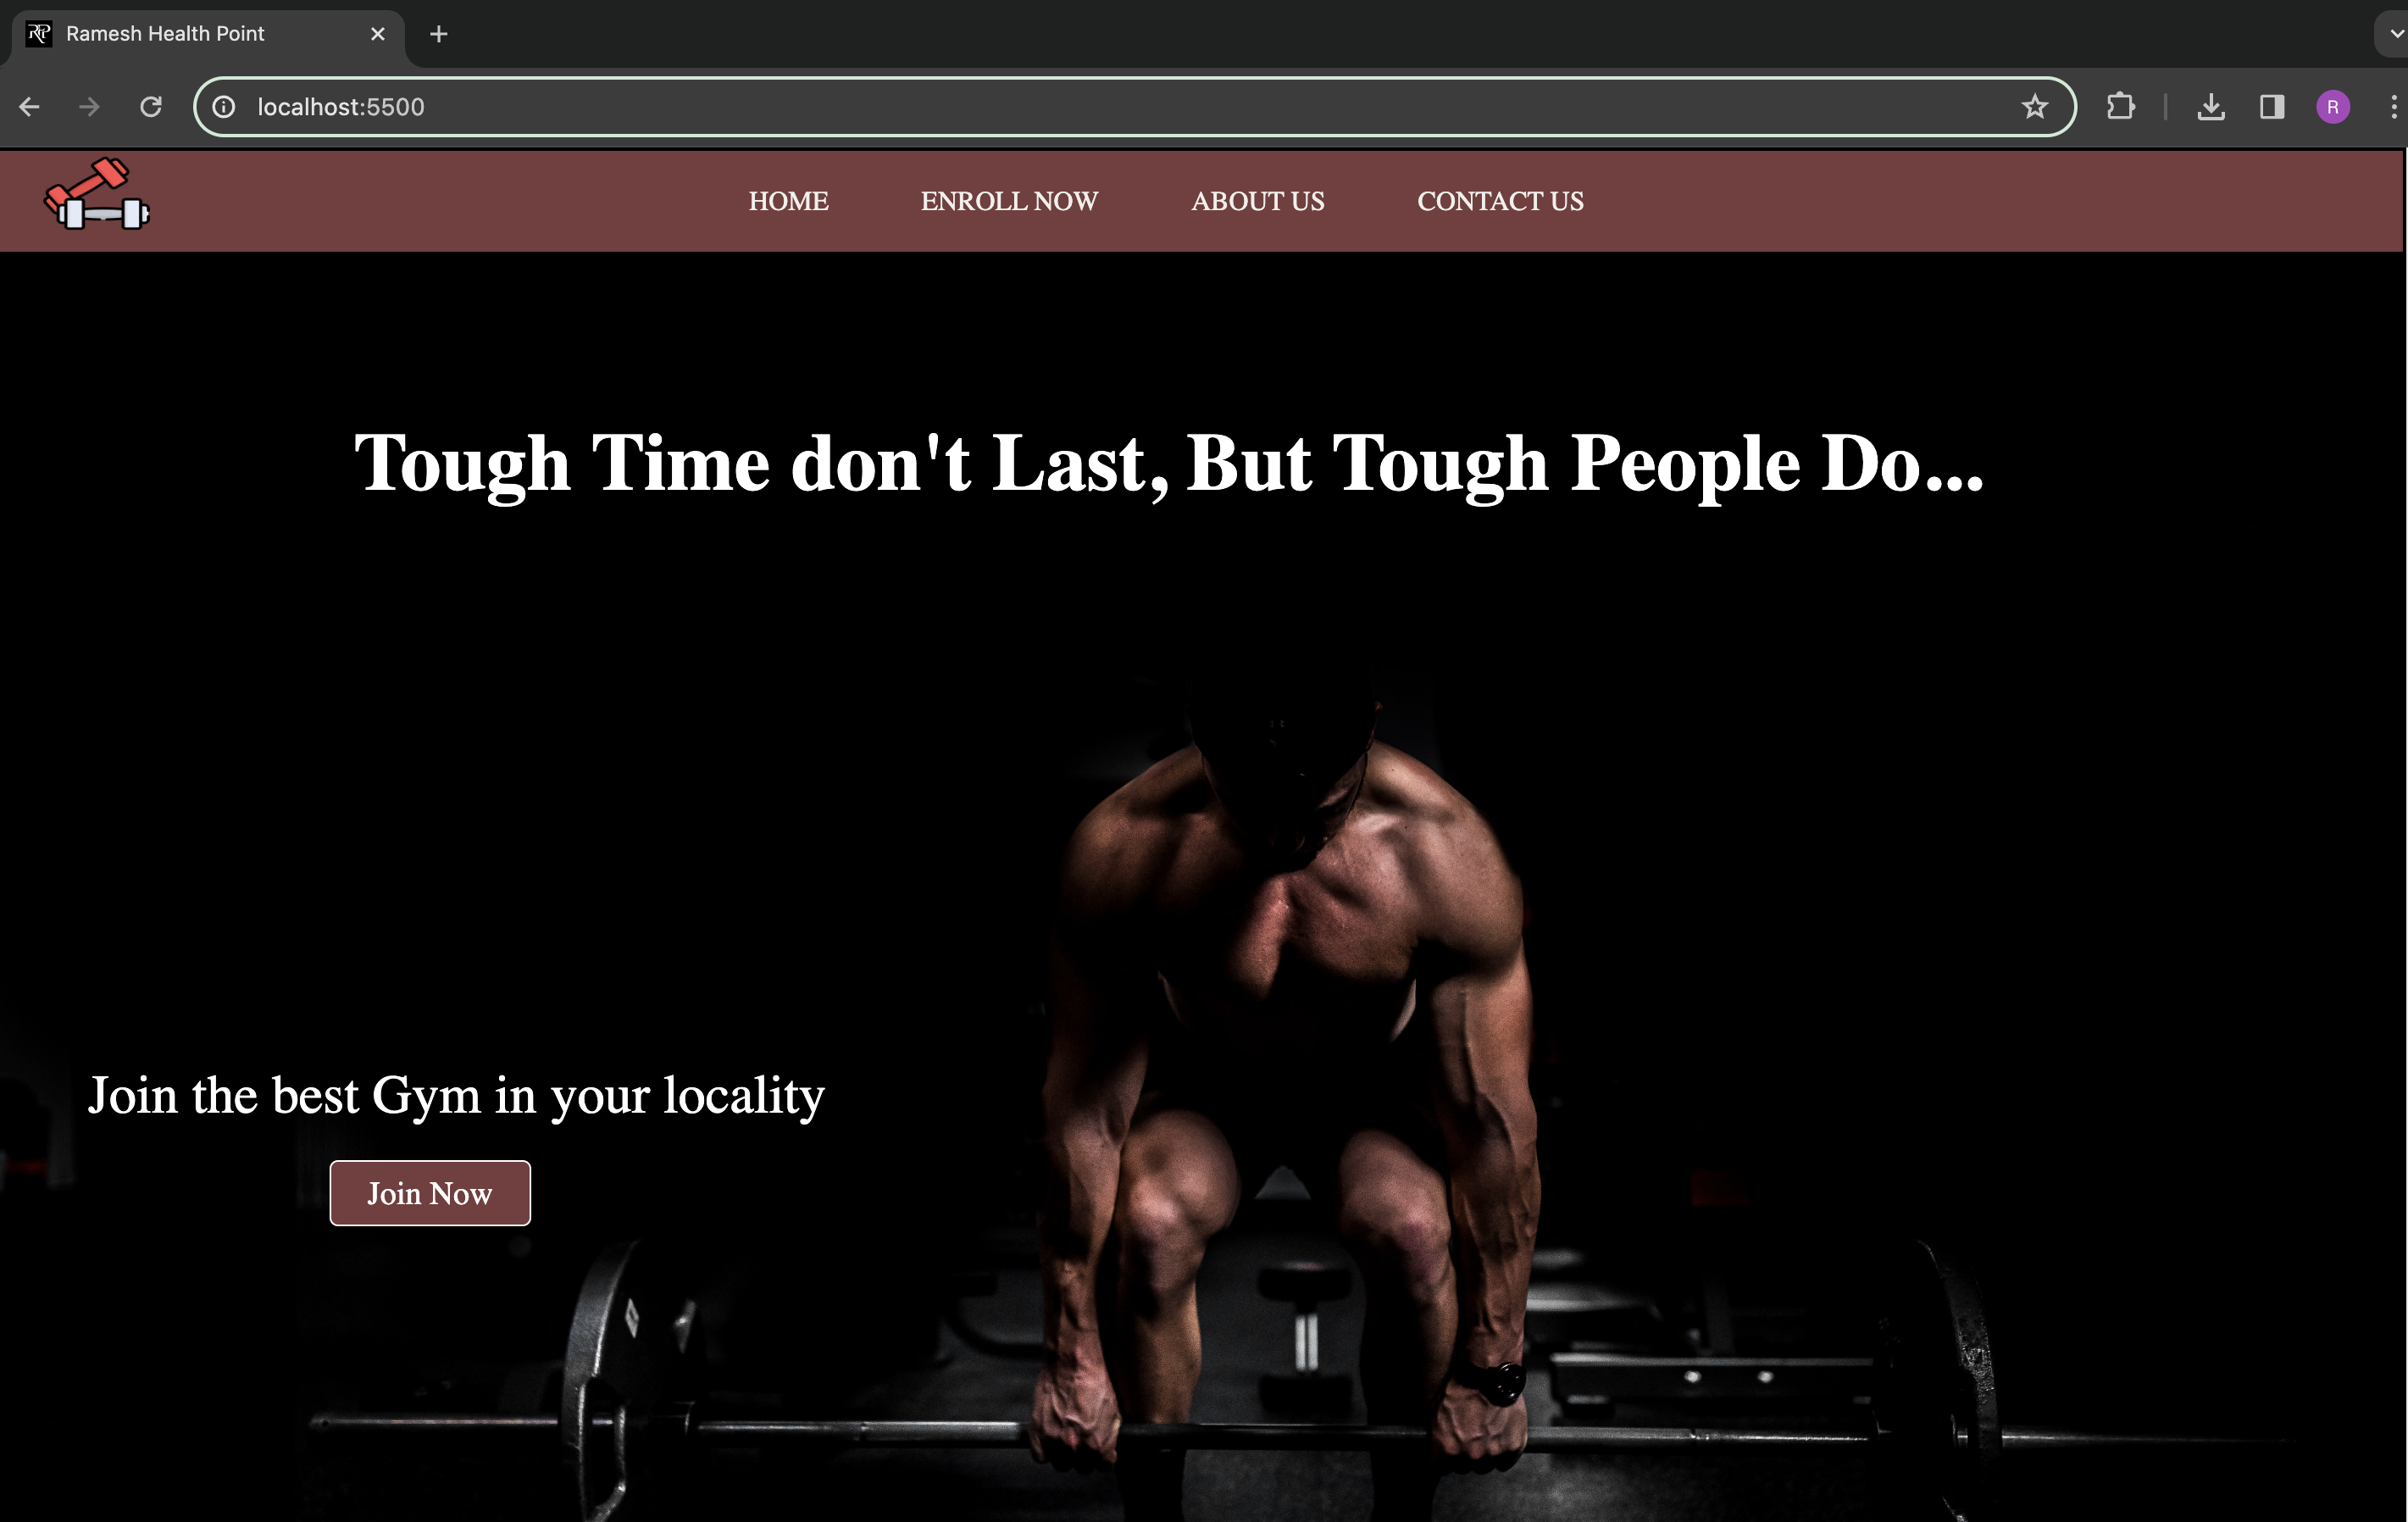 Ramesh Health Point
localhost:5500
R
HOME ENROLL NOW ABOUT US CONTACT US
Tough Time don't Last, But Tough People Do...
Join the best Gym in your locality
Join Now